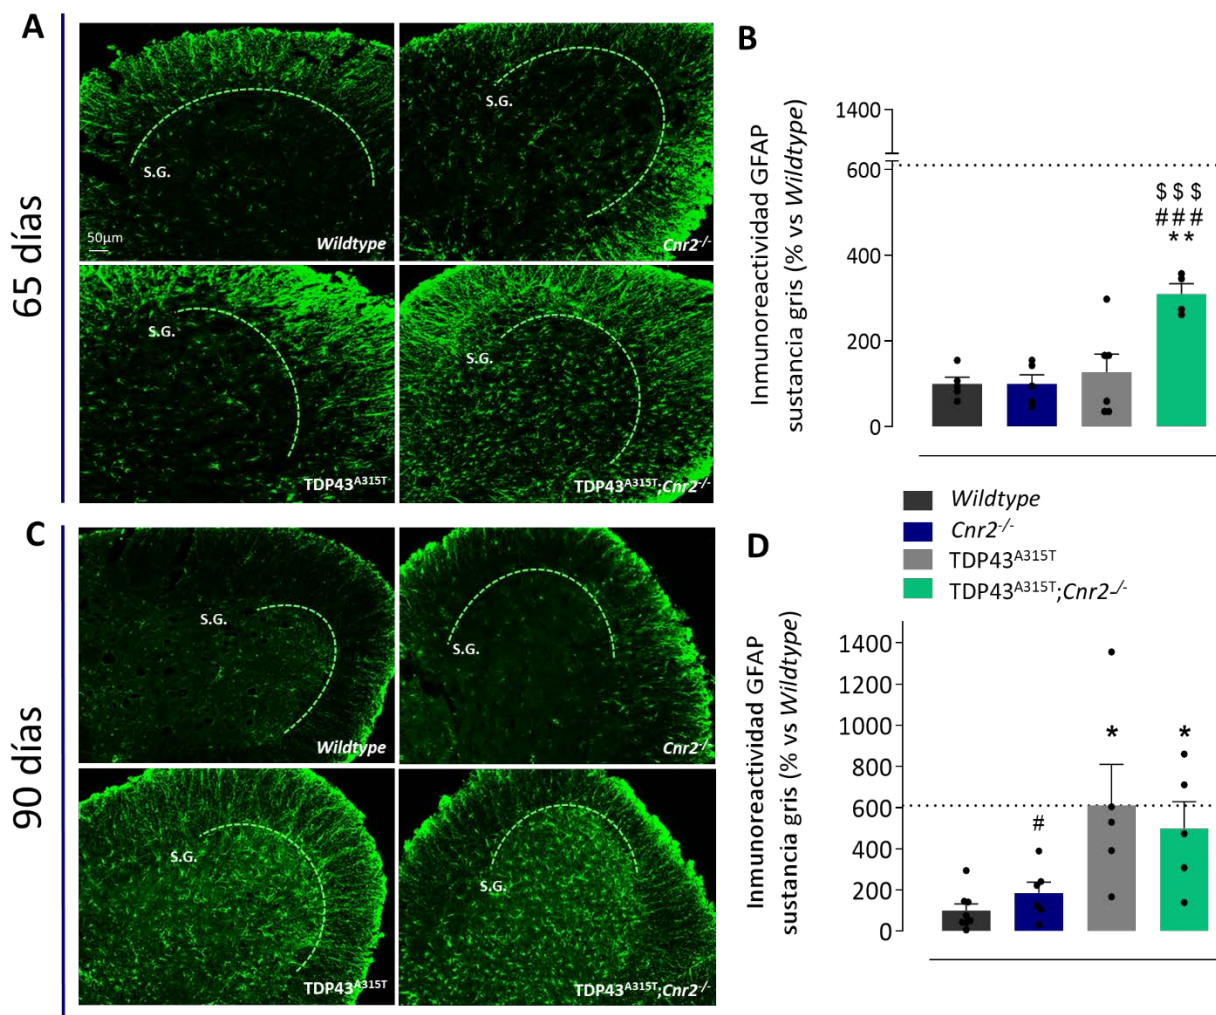 A
65 días
S.G.
50µm
Wildtype
S.G.
Cnr2-/-
S.G.
TDP43A315T
S.G.
TDP43A315T;Cnr2-/-
B
Inmunoreactividad GFAP
sustancia gris (% vs Wildtype)
1400
600
400
200
0
$ $ $
# # #
* *
Wildtype
Cnr2-/-
TDP43A315T
TDP43A315T;Cnr2-/-
C
90 días
S.G.
Wildtype
S.G.
Cnr2-/-
S.G.
TDP43A315T
S.G.
TDP43A315T;Cnr2-/-
D
Inmunoreactividad GFAP
sustancia gris (% vs Wildtype)
1400
1200
1000
800
600
400
200
0
#
*
*